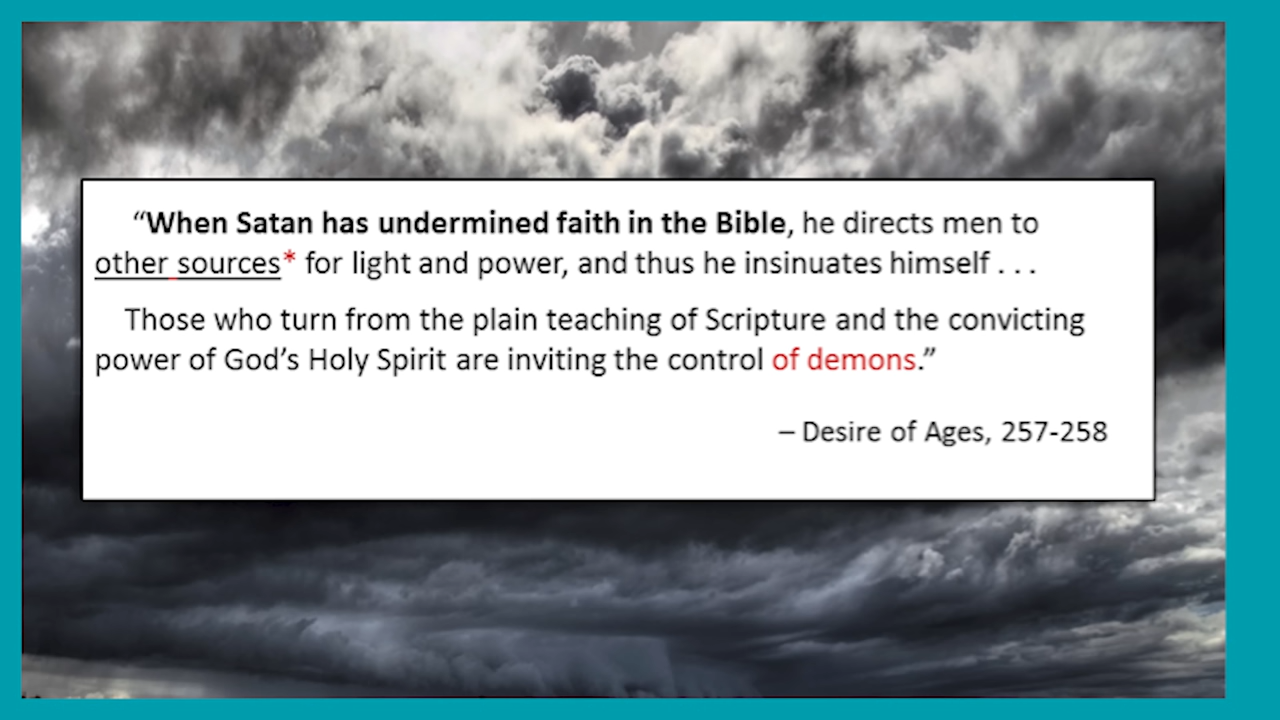 “When Satan has undermined faith in the Bible, he directs men to
other sources* for light and power, and thus he insinuates himself . . .
Those who turn from the plain teaching of Scripture and the convicting
power of God’s Holy Spirit are inviting the control of demons.”
– Desire of Ages, 257-258